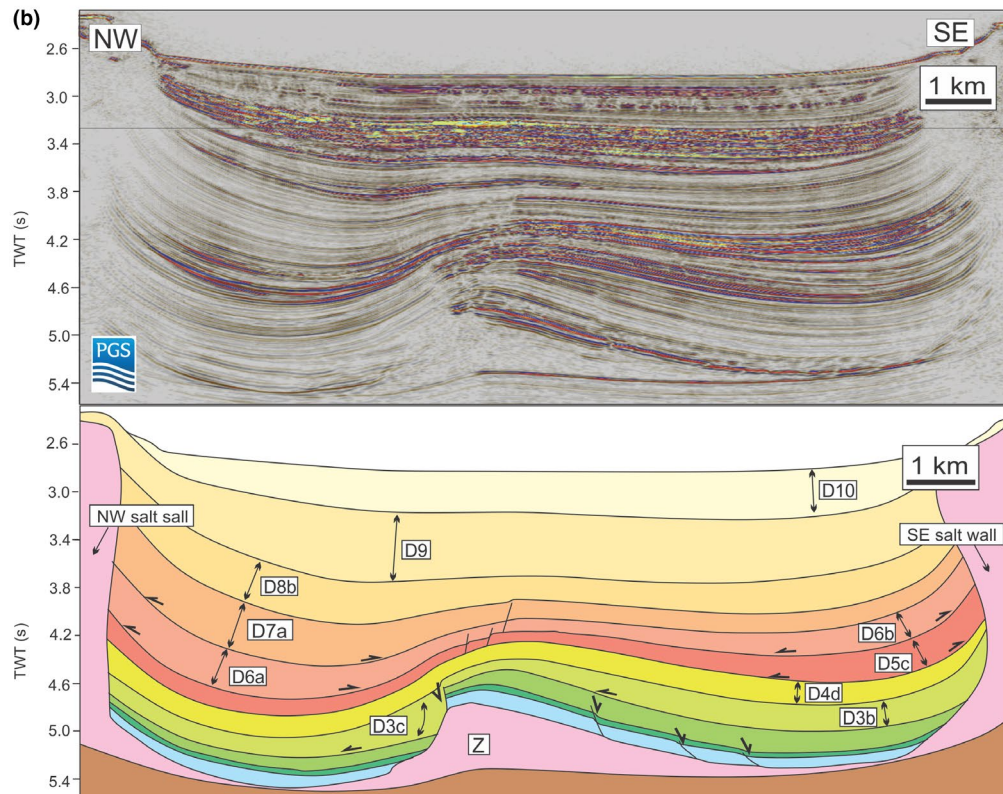 (b)
NW
SE
1 km
2.6
3.0
3.4
3.8
4.2
4.6
5.0
5.4
TWT (s)
PGS
1 km
2.6
3.0
3.4
3.8
4.2
4.6
5.0
5.4
TWT (s)
D10
NW salt sall
D9
SE salt wall
D8b
D7a
D6b
D6a
D5c
D4d
D3c
D3b
Z